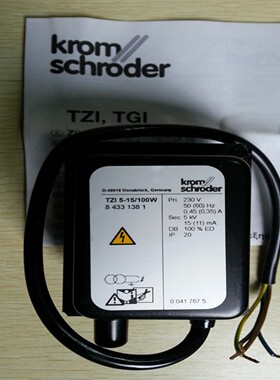 krom
schroder
TZI, TGI
D-49018 Osnabrück, Germany
krom
schroder
TZI 5-15/100W
8 433 138 1
Pri 230 V
50 (60) Hz
0,45 (0,35) A
Sec 5 kV
15 (11) mA
DB 100 % ED
IP 20
0 041 767 5